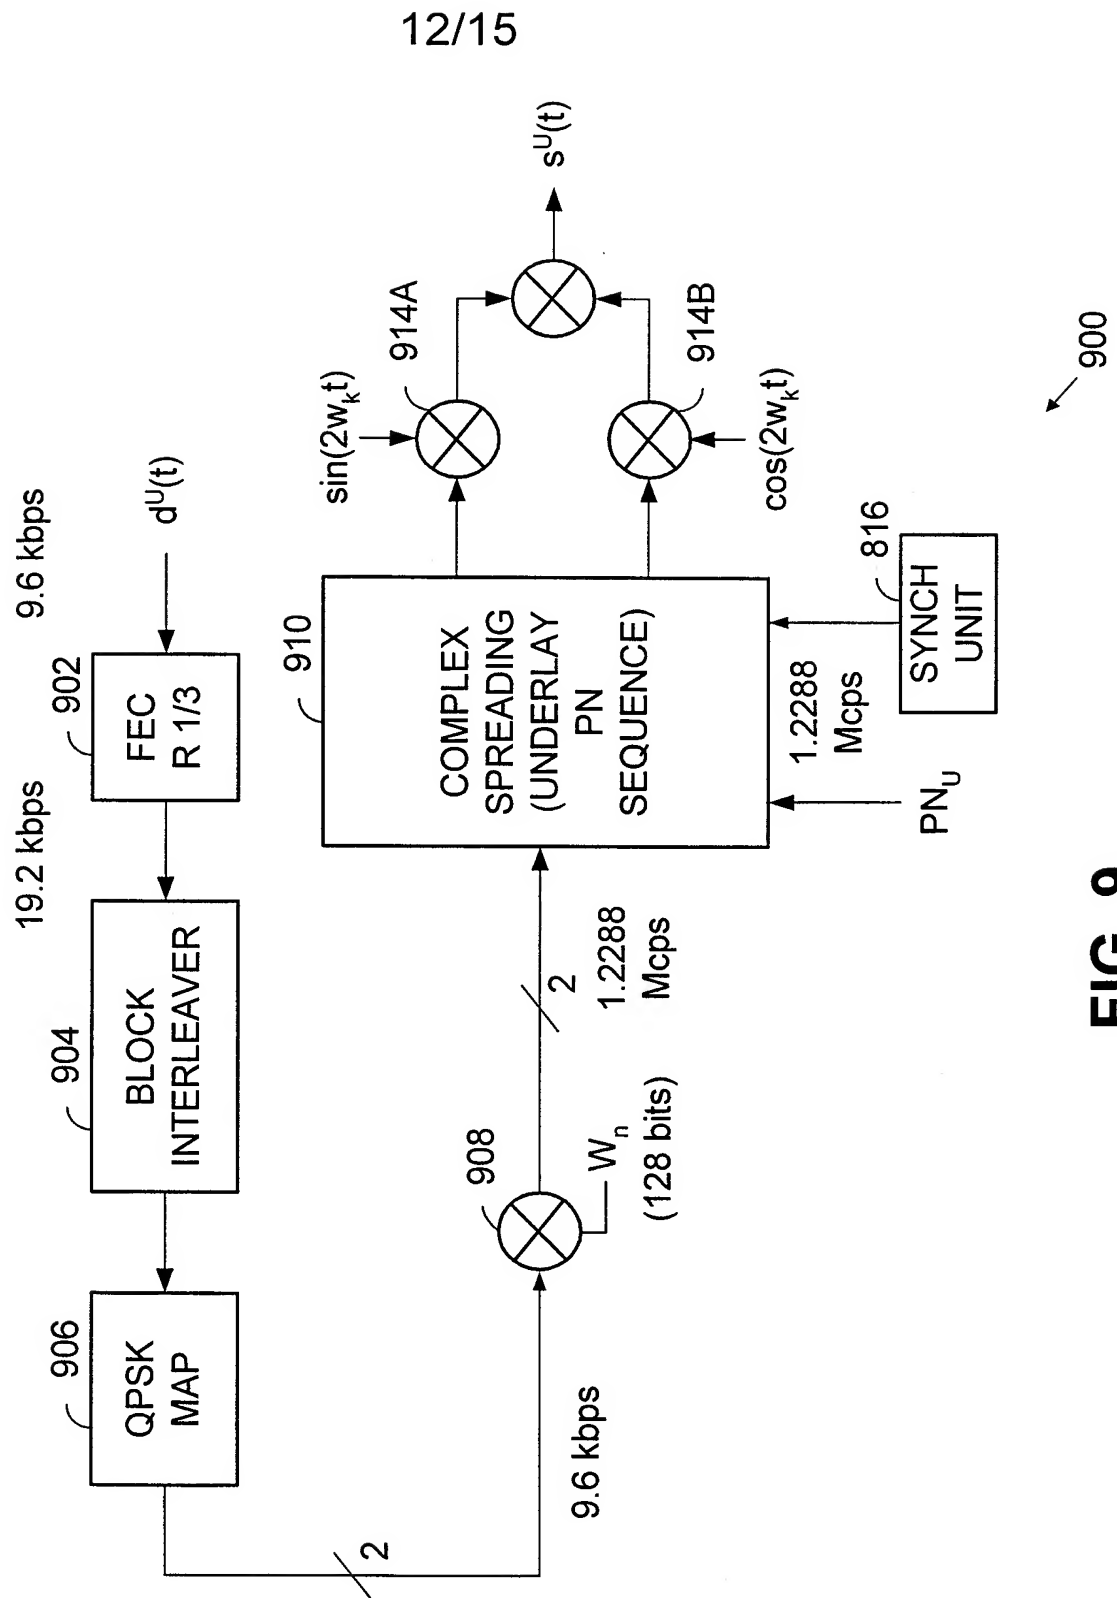 12/15
9.6 kbps
d^U(t)
902
FEC
R 1/3
19.2 kbps
904
BLOCK
INTERLEAVER
906
QPSK
MAP
2
9.6 kbps
908
W_n
(128 bits)
2
1.2288
Mcps
910
COMPLEX
SPREADING
(UNDERLAY
PN
SEQUENCE)
PN_U
1.2288
Mcps
816
SYNCH
UNIT
sin(2w_k t)
914A
cos(2w_k t)
914B
s^U(t)
900
FIG. 9